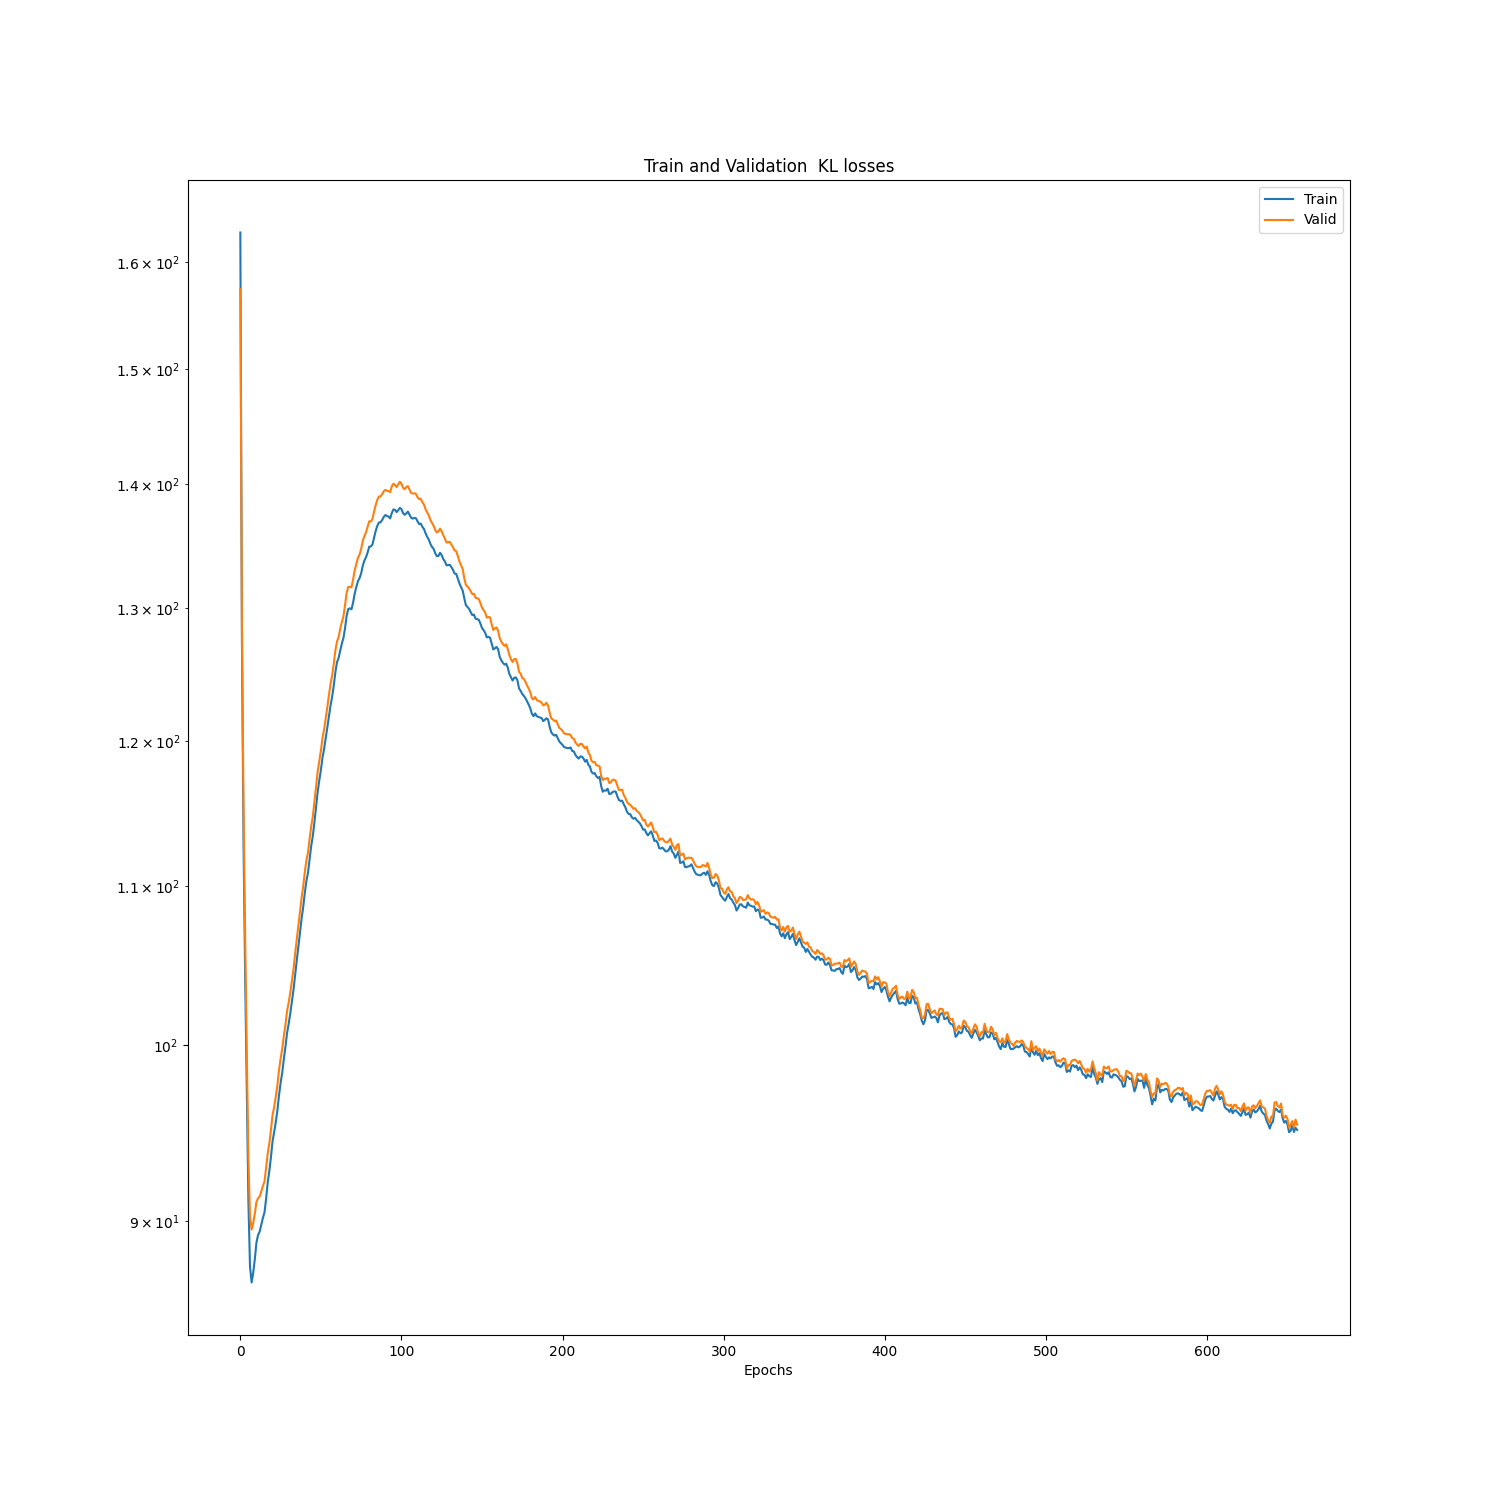 Train and Validation  KL losses
Train
Valid
1.6 × 10²
1.5 × 10²
1.4 × 10²
1.3 × 10²
1.2 × 10²
1.1 × 10²
10²
9 × 10¹
0 100 200 300 400 500 600
Epochs